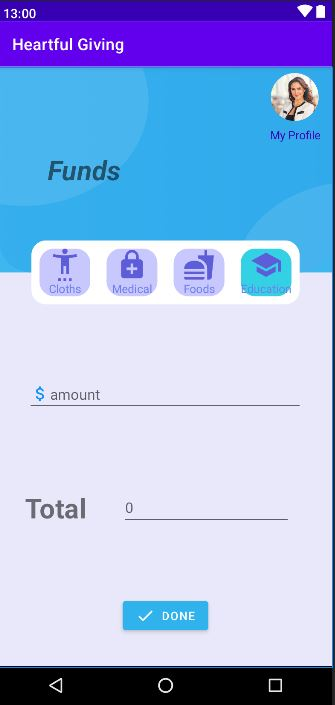 13:00
Heartful Giving
My Profile
Funds
Cloths Medical Foods Education
$ amount
Total 0
DONE